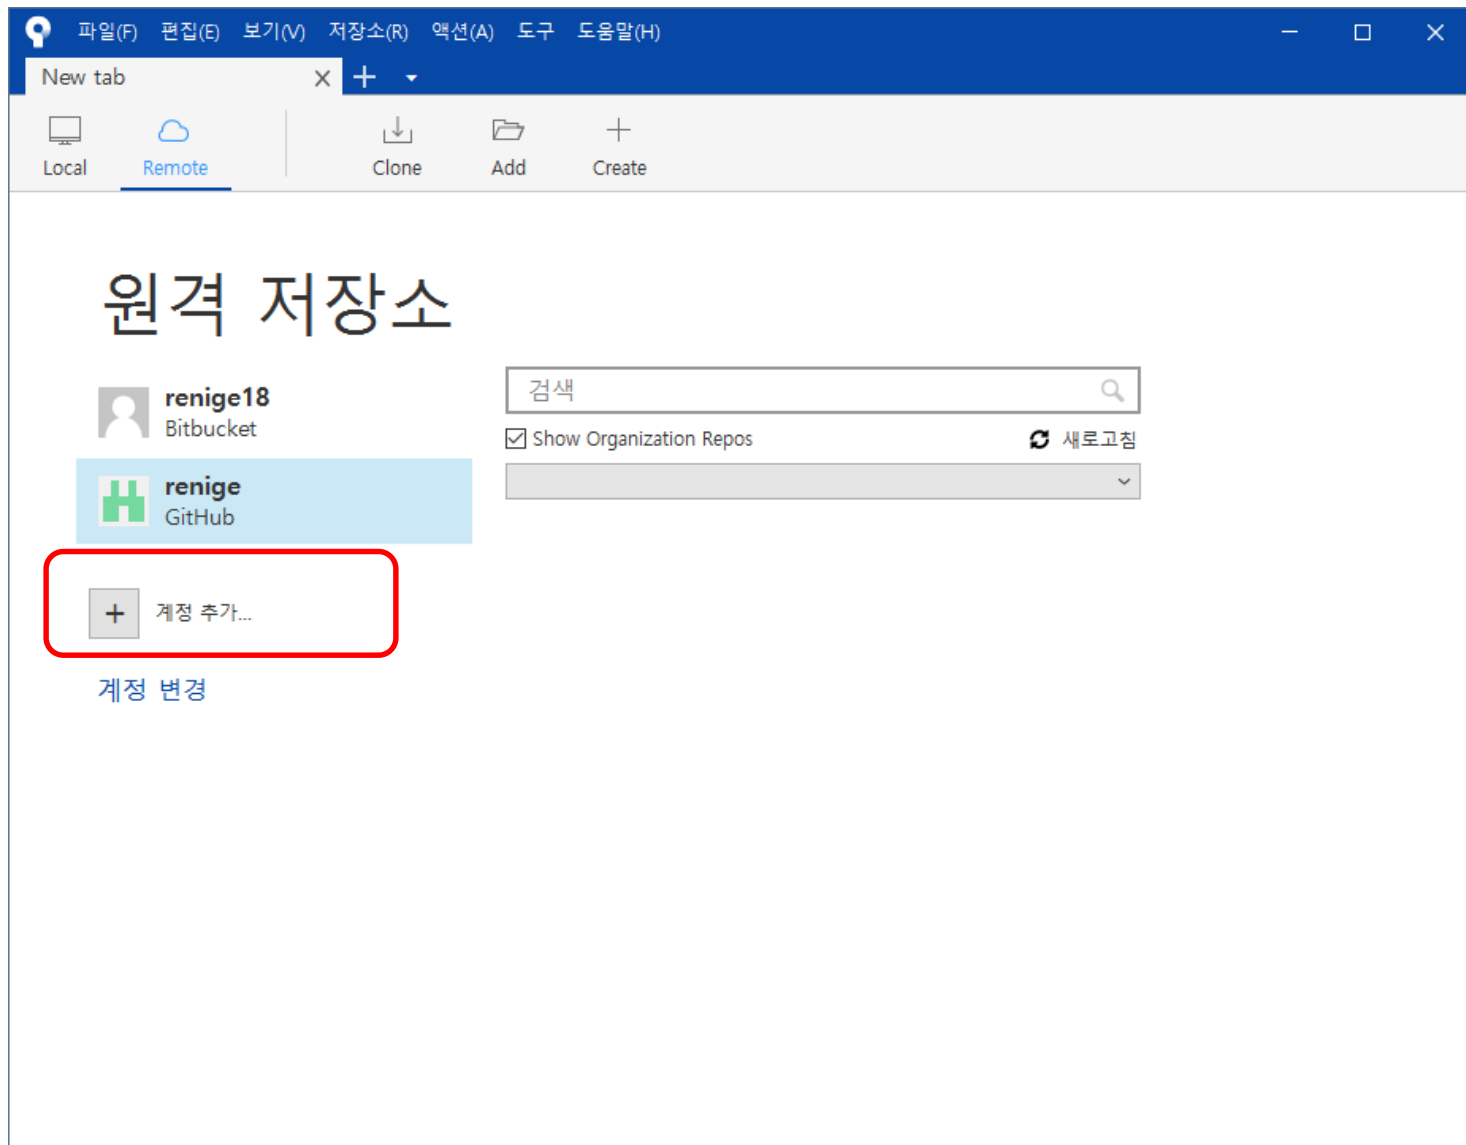 파일(F) 편집(E) 보기(V) 저장소(R) 액션(A) 도구 도움말(H)
New tab
Local Remote Clone Add Create
원격 저장소
renige18
Bitbucket
renige
GitHub
계정 추가...
계정 변경
검색
Show Organization Repos 새로고침